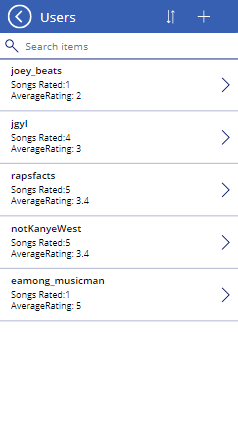 Users
Search items
joey_beats
Songs Rated:1
AverageRating: 2
jgyl
Songs Rated:4
AverageRating: 3
rapsfacts
Songs Rated:5
AverageRating: 3.4
notKanyeWest
Songs Rated:5
AverageRating: 3.4
eamong_musicman
Songs Rated:1
AverageRating: 5